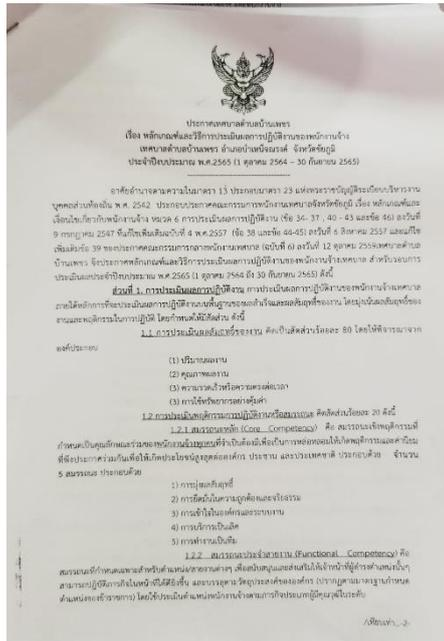 ประกาศเทศบาลตำบลบ้านเพชร
เรื่อง หลักเกณฑ์และวิธีการประเมินผลการปฏิบัติงานของพนักงานจ้าง
เทศบาลตำบลบ้านเพชร อำเภอบำเหน็จณรงค์ จังหวัดชัยภูมิ
ประจำปีงบประมาณ พ.ศ.2565 (1 ตุลาคม 2564 – 30 กันยายน 2565)
อาศัยอำนาจตามความในมาตรา 13 ประกอบมาตรา 23 แห่งพระราชบัญญัติระเบียบบริหารงาน
บุคคลส่วนท้องถิ่น พ.ศ. 2542 ประกอบประกาศคณะกรรมการพนักงานเทศบาลจังหวัดชัยภูมิ เรื่อง หลักเกณฑ์และ
เงื่อนไขเกี่ยวกับพนักงานจ้าง หมวด 6 การประเมินผลการปฏิบัติงาน (ข้อ 34- 37 , 40 - 43 และข้อ 46) ลงวันที่
9 กรกฎาคม 2547 ที่แก้ไขเพิ่มเติมฉบับที่ 4 พ.ศ.2557 (ข้อ 38 และข้อ 44-45) ลงวันที่ 6 สิงหาคม 2557 และแก้ไข
เพิ่มเติมข้อ 39 ของประกาศคณะกรรมการกลางพนักงานเทศบาล (ฉบับที่ 6) ลงวันที่ 12 ตุลาคม 2559เทศบาลตำบล
บ้านเพชร จึงประกาศหลักเกณฑ์และวิธีการประเมินผลการปฏิบัติงานของพนักงานจ้างเทศบาล สำหรับรอบการ
ประเมินผลประจำปีงบประมาณ พ.ศ.2565 (1 ตุลาคม 2564 ถึง 30 กันยายน 2565) ดังนี้
ส่วนที่ 1. การประเมินผลการปฏิบัติงาน การประเมินผลการปฏิบัติงานของพนักงานจ้างเทศบาล
ภายใต้หลักการที่จะประเมินผลการปฏิบัติงานบนพื้นฐานของผลสำเร็จและผลสัมฤทธิ์ของงาน โดยมุ่งเน้นผลสัมฤทธิ์ของ
งานและพฤติกรรมในการปฏิบัติ โดยกำหนดให้มีสัดส่วน ดังนี้
1.1 การประเมินผลสัมฤทธิ์ของงาน คิดเป็นสัดส่วนร้อยละ 80 โดยให้พิจารณาจาก
องค์ประกอบ
(1) ปริมาณผลงาน
(2) คุณภาพผลงาน
(3) ความรวดเร็วหรือความตรงต่อเวลา
(3) การใช้ทรัพยากรอย่างคุ้มค่า
1.2 การประเมินพฤติกรรมการปฏิบัติงานหรือสมรรถนะ คิดสัดส่วนร้อยละ 20 ดังนี้
1.2.1 สมรรถนะหลัก (Core Competency) คือ สมรรถนะเชิงพฤติกรรมที่
กำหนดเป็นคุณลักษณะร่วมของพนักงานจ้างทุกคนที่จำเป็นต้องมีเพื่อเป็นการหล่อหลอมให้เกิดพฤติกรรมและค่านิยม
ที่พึงประกาศร่วมกันเพื่อให้เกิดประโยชน์สูงสุดต่อองค์กร ประชาชน และประเทศชาติ ประกอบด้วย จำนวน
5 สมรรถนะ ประกอบด้วย
1) การมุ่งผลสัมฤทธิ์
2) การยึดมั่นในความถูกต้องและจริยธรรม
3) การเข้าใจในองค์กรและระบบงาน
4) การบริการเป็นเลิศ
5) การทำงานเป็นทีม
1.2.2 สมรรถนะประจำสายงาน (Functional Competency) คือ
สมรรถนะที่กำหนดเฉพาะสำหรับตำแหน่ง/สายงานต่างๆ เพื่อสนับสนุนและส่งเสริมให้เจ้าหน้าที่ผู้ดำรงตำแหน่งนั้นๆ
สามารถปฏิบัติภารกิจในหน้าที่ได้ดียิ่งขึ้น และบรรลุตามวัตถุประสงค์ขององค์กร (ปรากฏตามมาตรฐานกำหนด
ตำแหน่งของข้าราชการ) โดยใช้ประเมินตำแหน่งพนักงานจ้างตามภารกิจประเภทผู้มีคุณวุฒิในระดับ
/เทียบเท่า...-2-